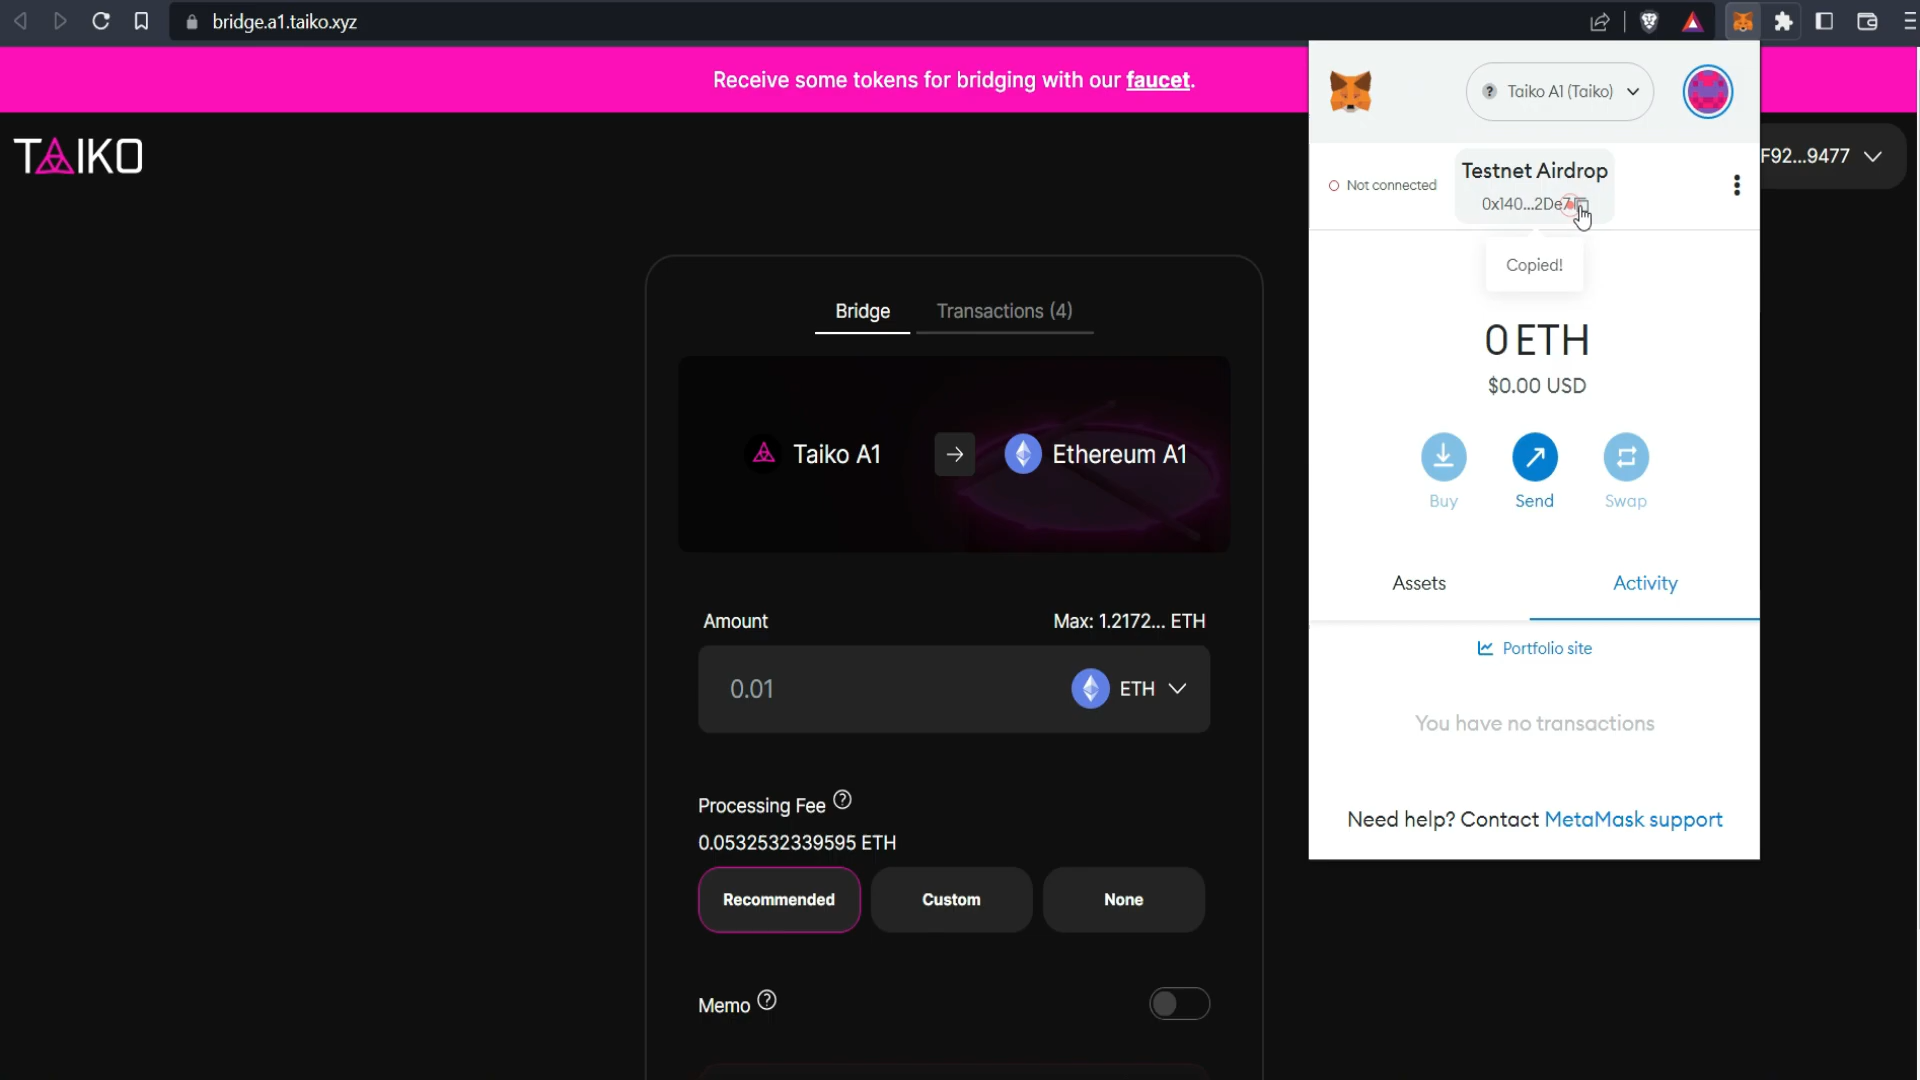 bridge.a1.taiko.xyz
Receive some tokens for bridging with our faucet.
TAIKO
F92...9477
Bridge
Transactions (4)
Taiko A1
Ethereum A1
Amount
Max: 1.2172... ETH
0.01
ETH
Processing Fee
0.0532532339595 ETH
Recommended
Custom
None
Memo
Taiko A1 (Taiko)
Not connected
Testnet Airdrop
0x140...2De7
Copied!
0 ETH
$0.00 USD
Buy
Send
Swap
Assets
Activity
Portfolio site
You have no transactions
Need help? Contact MetaMask support